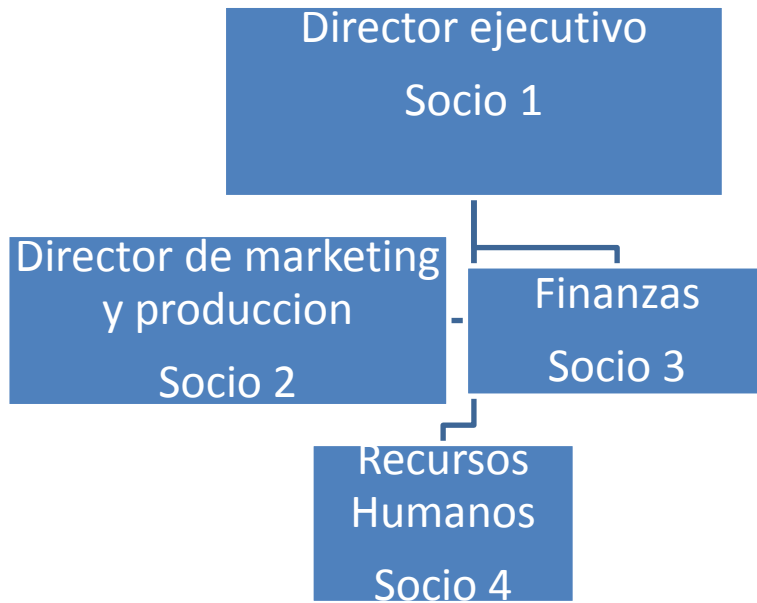 Director ejecutivo
Socio 1
Director de marketing
y produccion
Socio 2
Finanzas
Socio 3
Recursos
Humanos
Socio 4